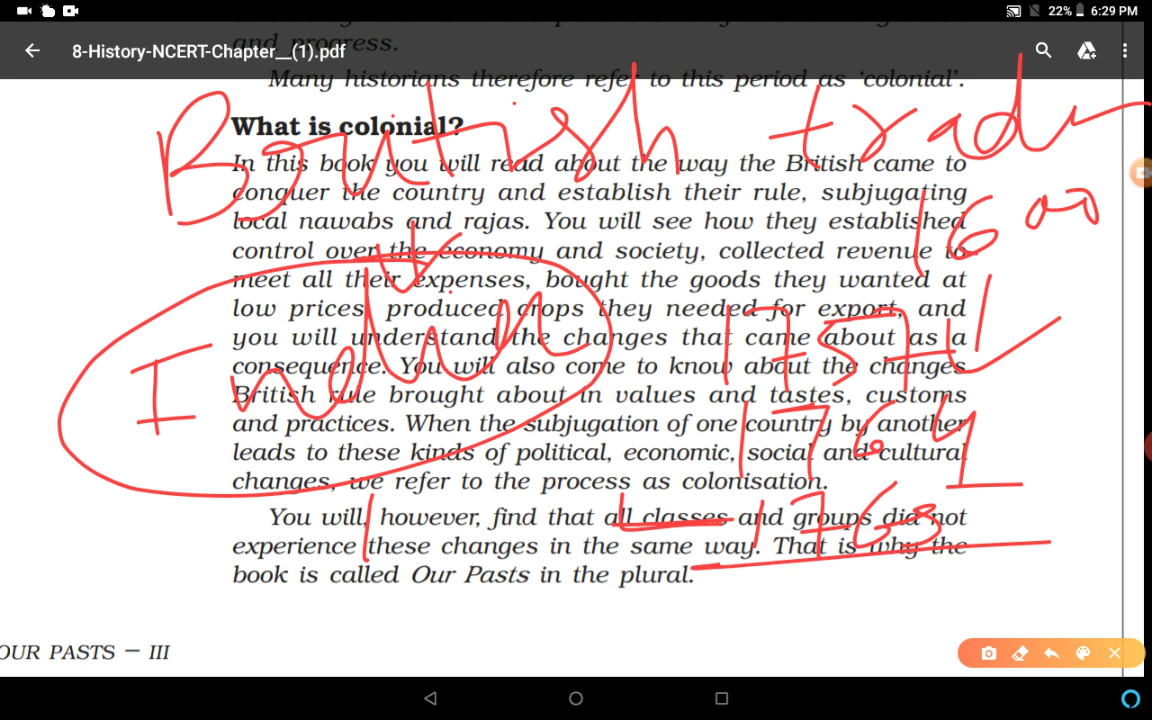 22% 6:29 PM
8-History-NCERT-Chapter__(1).pdf
and progress.
Many historians therefore refer to this period as ‘colonial’.
What is colonial?
In this book you will read about the way the British came to
conquer the country and establish their rule, subjugating
local nawabs and rajas. You will see how they established
control over the economy and society, collected revenue to
meet all their expenses, bought the goods they wanted at
low prices, produced crops they needed for export, and
you will understand the changes that came about as a
consequence. You will also come to know about the changes
British rule brought about in values and tastes, customs
and practices. When the subjugation of one country by another
leads to these kinds of political, economic, social and cultural
changes, we refer to the process as colonisation.
You will, however, find that all classes and groups did not
experience these changes in the same way. That is why the
book is called Our Pasts in the plural.
OUR PASTS – III
British
1600
India
1757
1764